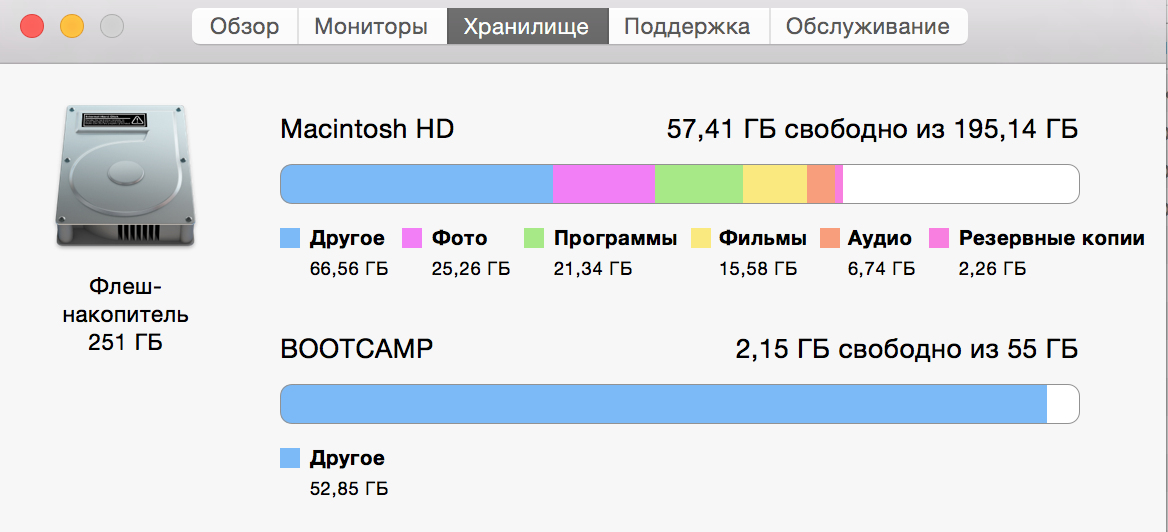 Обзор Мониторы Хранилище Поддержка Обслуживание
Macintosh HD 57,41 ГБ свободно из 195,14 ГБ
Другое Фото Программы Фильмы Аудио Резервные копии
66,56 ГБ 25,26 ГБ 21,34 ГБ 15,58 ГБ 6,74 ГБ 2,26 ГБ
Флеш-
накопитель
251 ГБ
BOOTCAMP 2,15 ГБ свободно из 55 ГБ
Другое
52,85 ГБ